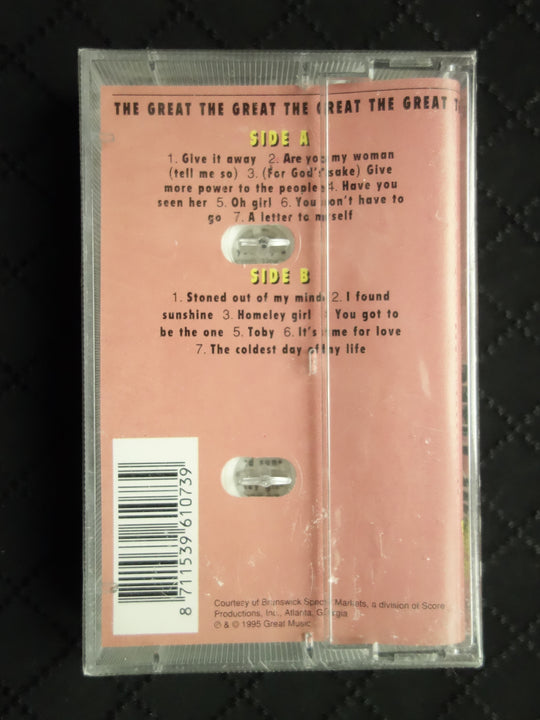 THE GREAT THE GREAT THE GREAT THE GREAT
SIDE A
1. Give it away 2. Are you my woman
(tell me so) 3. (For God's sake) Give
more power to the people 4. Have you
seen her 5. Oh girl 6. You don't have to
go 7. A letter to myself
SIDE B
1. Stoned out of my mind 2. I found
sunshine 3. Homeley girl 4 You got to
be the one 5. Toby 6. It's time for love
7. The coldest day of my life
8 711539 610739
Courtesy of Brunswick Special Markets, a division of Score
Productions, Inc., Atlanta, Georgia
℗ & © 1995 Great Music